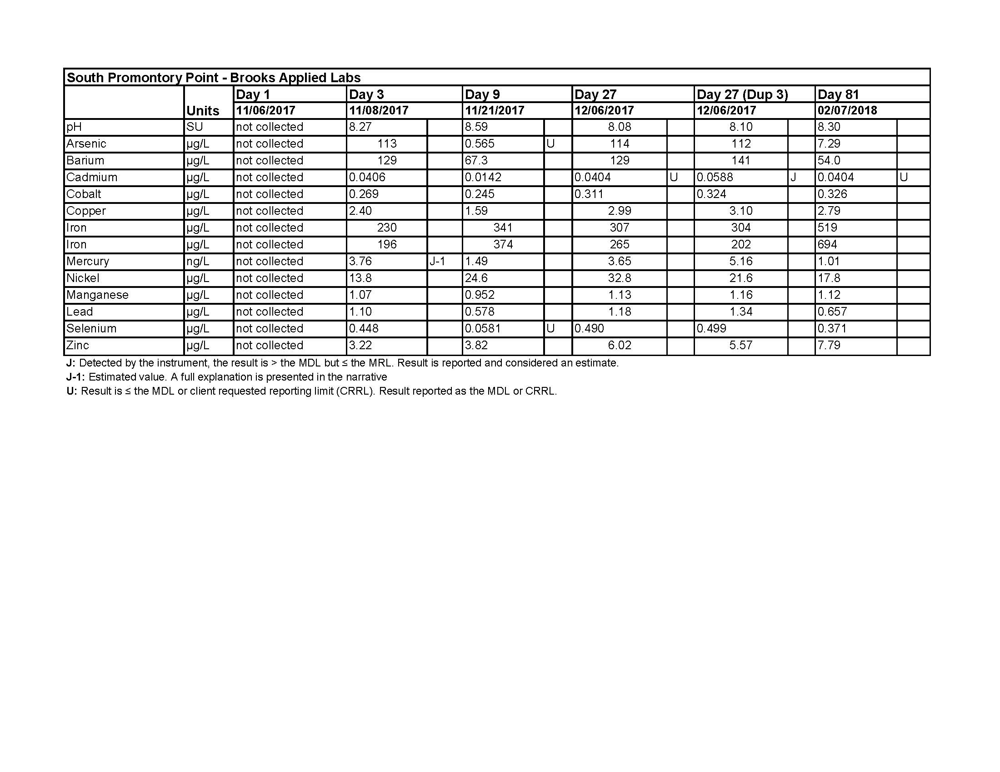 South Promontory Point - Brooks Applied Labs
Day 1 Day 3 Day 9 Day 27 Day 27 (Dup 3) Day 81
Units 11/06/2017 11/08/2017 11/21/2017 12/06/2017 12/06/2017 02/07/2018
pH SU not collected 8.27 8.59 8.08 8.10 8.30
Arsenic µg/L not collected 113 0.565 U 114 112 7.29
Barium µg/L not collected 129 67.3 129 141 54.0
Cadmium µg/L not collected 0.0406 0.0142 0.0404 U 0.0588 J 0.0404 U
Cobalt µg/L not collected 0.269 0.245 0.311 0.324 0.326
Copper µg/L not collected 2.40 1.59 2.99 3.10 2.79
Iron µg/L not collected 230 341 307 304 519
Iron µg/L not collected 196 374 265 202 694
Mercury ng/L not collected 3.76 J-1 1.49 3.65 5.16 1.01
Nickel µg/L not collected 13.8 24.6 32.8 21.6 17.8
Manganese µg/L not collected 1.07 0.952 1.13 1.16 1.12
Lead µg/L not collected 1.10 0.578 1.18 1.34 0.657
Selenium µg/L not collected 0.448 0.0581 U 0.490 0.499 0.371
Zinc µg/L not collected 3.22 3.82 6.02 5.57 7.79
J: Detected by the instrument, the result is > the MDL but ≤ the MRL. Result is reported and considered an estimate.
J-1: Estimated value. A full explanation is presented in the narrative
U: Result is ≤ the MDL or client requested reporting limit (CRRL). Result reported as the MDL or CRRL.